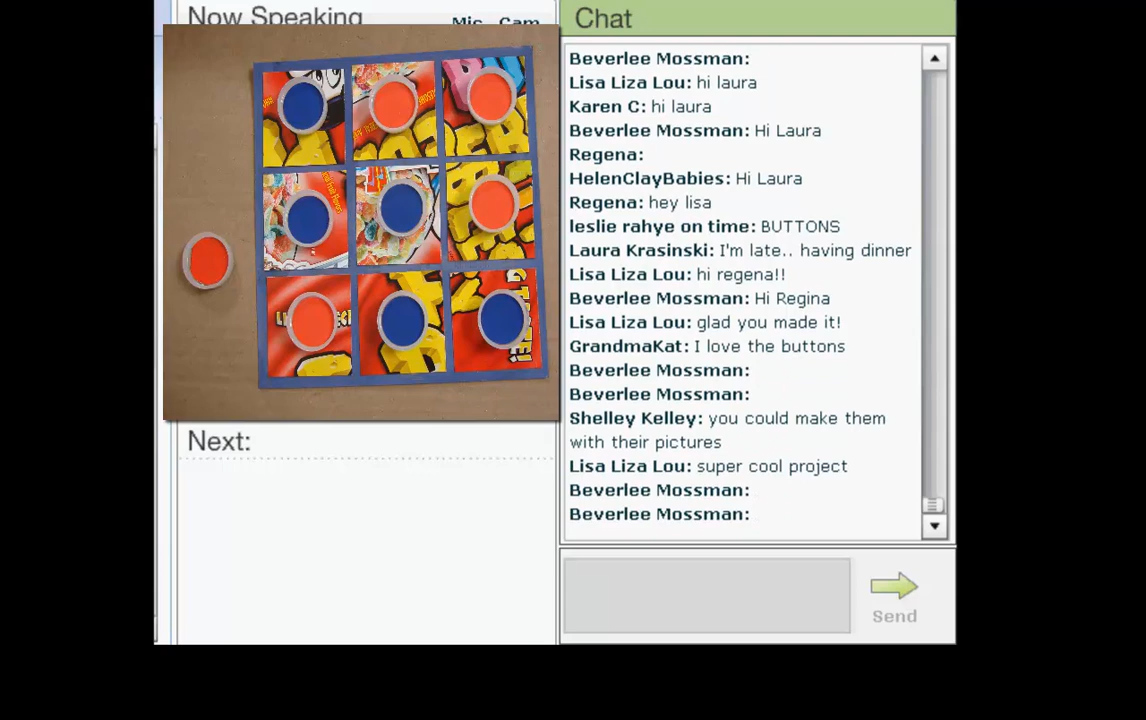 Now Speaking
Mic
Cam
Chat
Beverlee Mossman:
Lisa Liza Lou: hi laura
Karen C: hi laura
Beverlee Mossman: Hi Laura
Regena:
HelenClayBabies: Hi Laura
Regena: hey lisa
leslie rahye on time: BUTTONS
Laura Krasinski: I'm late.. having dinner
Lisa Liza Lou: hi regena!!
Beverlee Mossman: Hi Regina
Lisa Liza Lou: glad you made it!
GrandmaKat: I love the buttons
Beverlee Mossman:
Beverlee Mossman:
Shelley Kelley: you could make them
with their pictures
Lisa Liza Lou: super cool project
Beverlee Mossman:
Beverlee Mossman:
Next:
Send